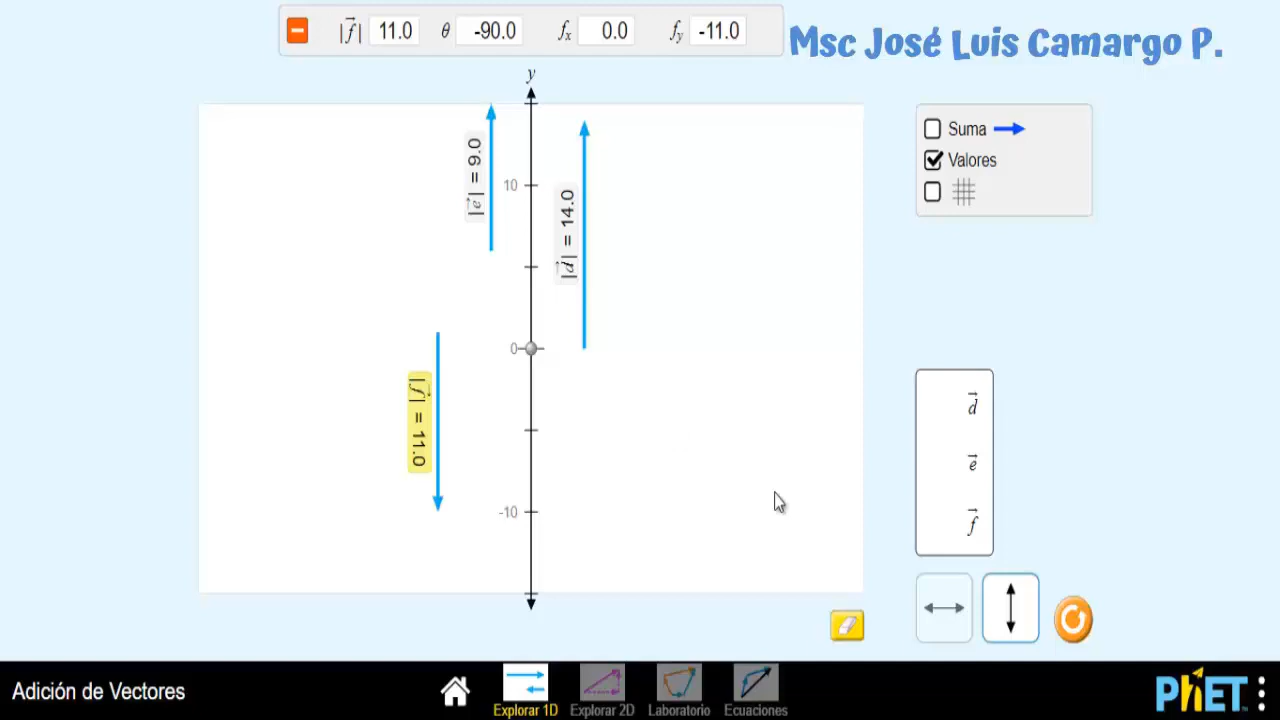 |f⃗| 11.0 θ -90.0 fₓ 0.0 f_y -11.0
Msc José Luis Camargo P.
y
|e⃗| = 9.0
|d⃗| = 14.0
10
0
-10
|f⃗| = 11.0
Suma
Valores
d⃗
e⃗
f⃗
Adición de Vectores
Explorar 1D
Explorar 2D
Laboratorio
Ecuaciones
PhET